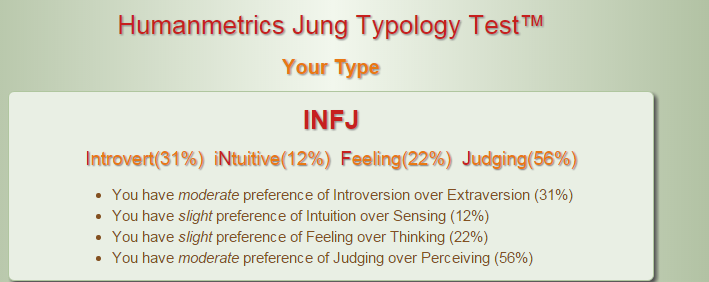 Humanmetrics Jung Typology Test™
Your Type
INFJ
Introvert(31%) iNtuitive(12%) Feeling(22%) Judging(56%)
• You have moderate preference of Introversion over Extraversion (31%)
• You have slight preference of Intuition over Sensing (12%)
• You have slight preference of Feeling over Thinking (22%)
• You have moderate preference of Judging over Perceiving (56%)